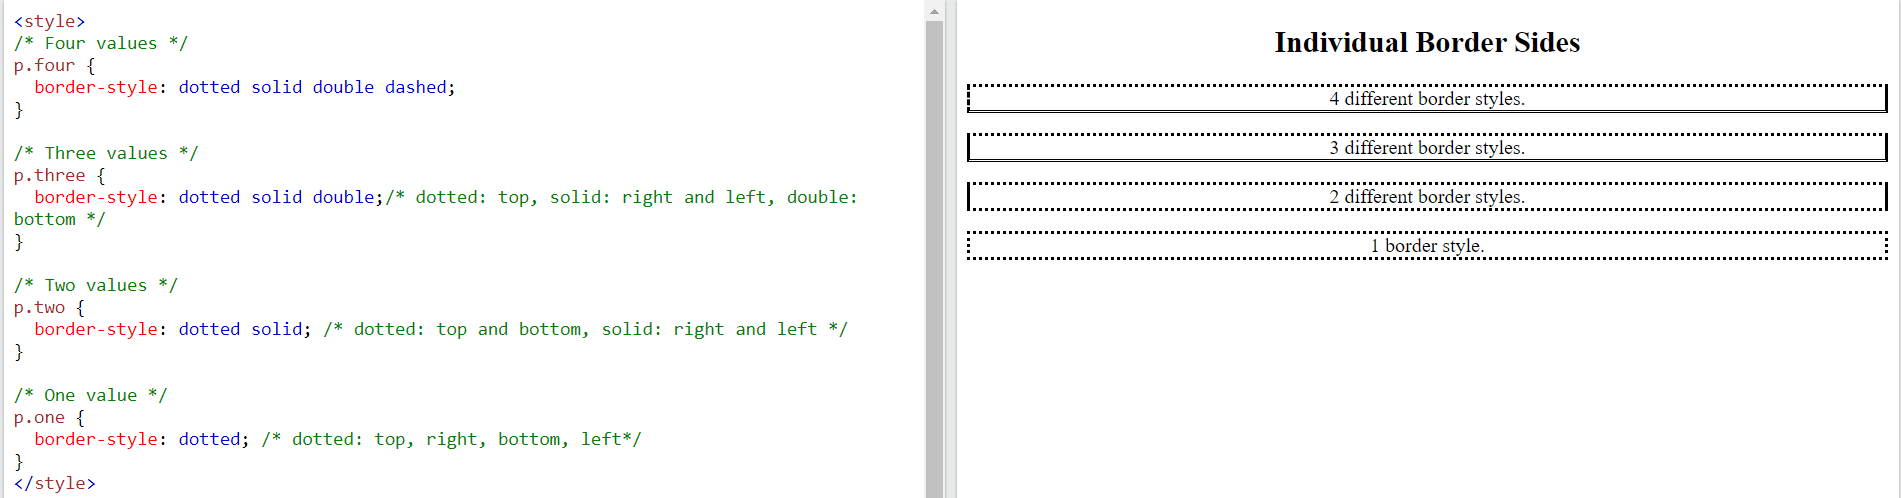 <style>
/* Four values */
p.four {
  border-style: dotted solid double dashed;
}
/* Three values */
p.three {
  border-style: dotted solid double;/* dotted: top, solid: right and left, double:
bottom */
}
/* Two values */
p.two {
  border-style: dotted solid; /* dotted: top and bottom, solid: right and left */
}
/* One value */
p.one {
  border-style: dotted; /* dotted: top, right, bottom, left*/
}
</style>
Individual Border Sides
4 different border styles.
3 different border styles.
2 different border styles.
1 border style.